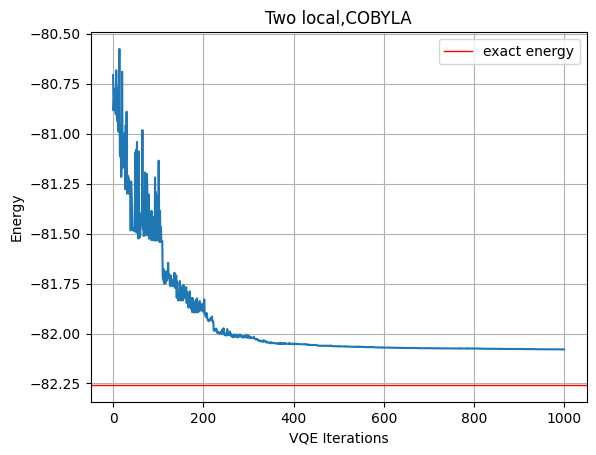 Two local,COBYLA
exact energy
Energy
−80.50
−80.75
−81.00
−81.25
−81.50
−81.75
−82.00
−82.25
0 200 400 600 800 1000
VQE Iterations